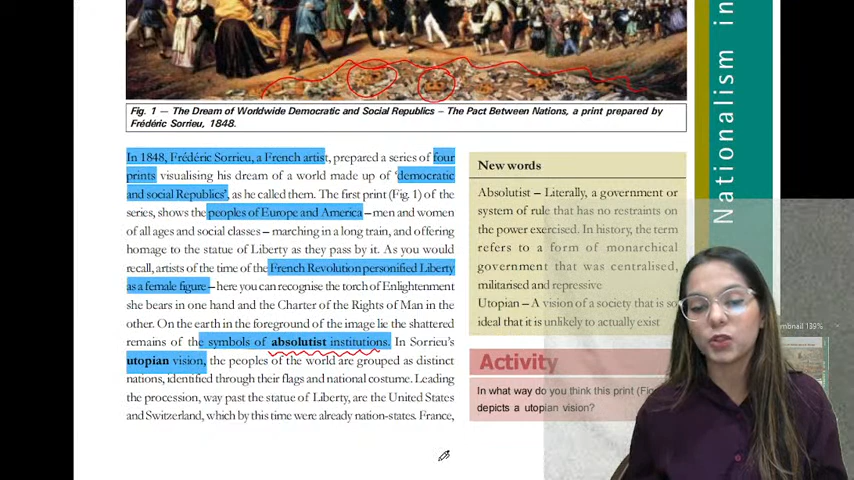 Nationalism in
Fig. 1 — The Dream of Worldwide Democratic and Social Republics – The Pact Between Nations, a print prepared by
Frédéric Sorrieu, 1848.
In 1848, Frédéric Sorrieu, a French artist, prepared a series of four
prints visualising his dream of a world made up of ‘democratic
and social Republics’, as he called them. The first print (Fig. 1) of the
series, shows the peoples of Europe and America – men and women
of all ages and social classes – marching in a long train, and offering
homage to the statue of Liberty as they pass by it. As you would
recall, artists of the time of the French Revolution personified Liberty
as a female figure – here you can recognise the torch of Enlightenment
she bears in one hand and the Charter of the Rights of Man in the
other. On the earth in the foreground of the image lie the shattered
remains of the symbols of absolutist institutions. In Sorrieu’s
utopian vision, the peoples of the world are grouped as distinct
nations, identified through their flags and national costume. Leading
the procession, way past the statue of Liberty, are the United States
and Switzerland, which by this time were already nation-states. France,
New words
Absolutist – Literally, a government or
system of rule that has no restraints on
the power exercised. In history, the term
refers to a form of monarchical
government that was centralised,
militarised and repressive
Utopian – A vision of a society that is so
ideal that it is unlikely to actually exist
Activity
In what way do you think this print (Fig
depicts a utopian vision?
mbnail 139%